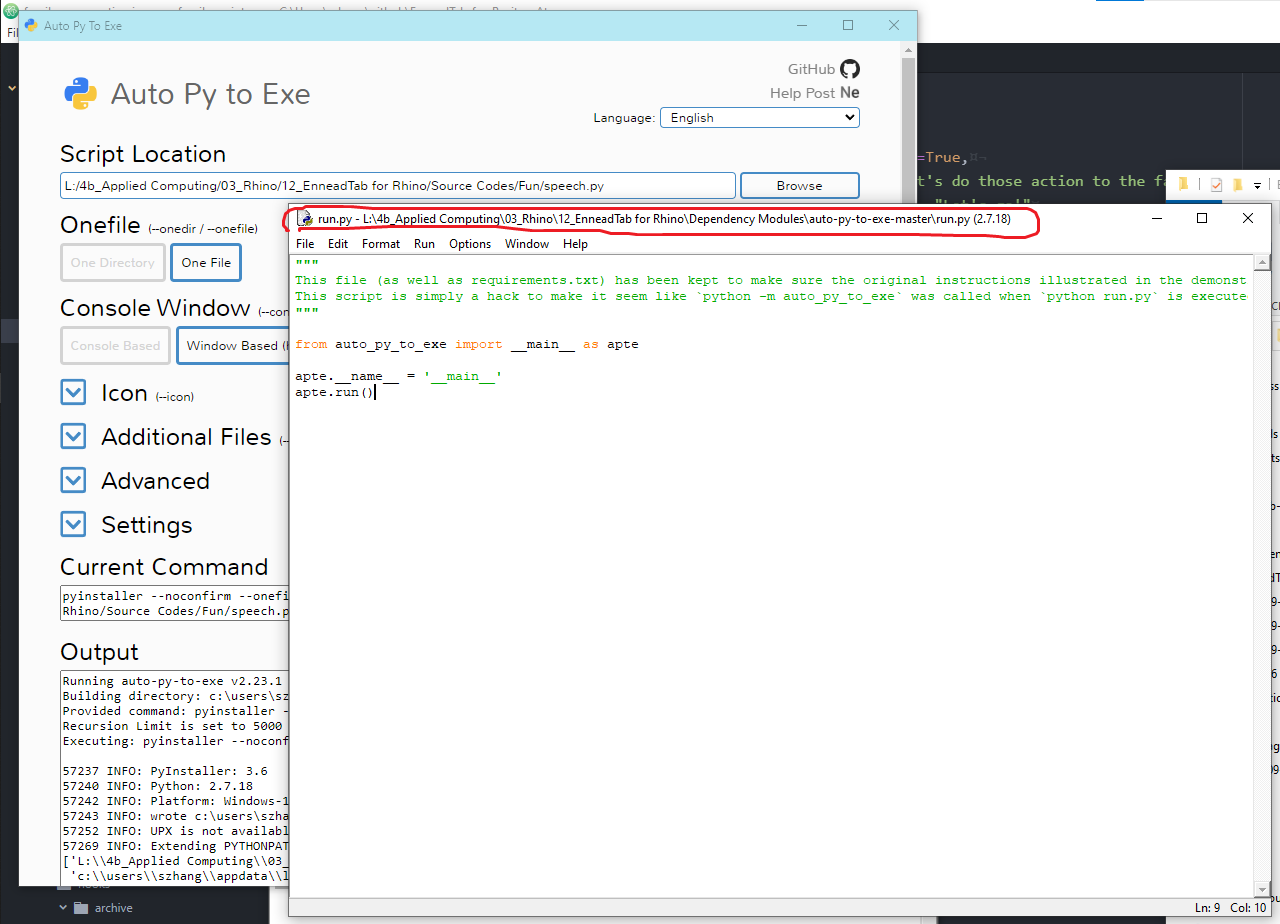 Auto Py To Exe
Auto Py to Exe
GitHub
Help Post Ne
Language: English
Script Location
L:/4b_Applied Computing/03_Rhino/12_EnneadTab for Rhino/Source Codes/Fun/speech.py
Browse
Onefile (--onedir / --onefile)
One Directory
One File
Console Window (--con
Console Based
Window Based (
Icon (--icon)
Additional Files (--
Advanced
Settings
Current Command
pyinstaller --noconfirm --onefi
Rhino/Source Codes/Fun/speech.p
Output
Running auto-py-to-exe v2.23.1
Building directory: c:\users\sz
Provided command: pyinstaller -
Recursion Limit is set to 5000
Executing: pyinstaller --noconf
57237 INFO: PyInstaller: 3.6
57240 INFO: Python: 2.7.18
57242 INFO: Platform: Windows-1
57243 INFO: wrote c:\users\szha
57252 INFO: UPX is not availabl
57269 INFO: Extending PYTHONPAT
['L:\\4b_Applied Computing\\03_
'c:\\users\\szhang\\appdata\\l
archive
run.py - L:\4b_Applied Computing\03_Rhino\12_EnneadTab for Rhino\Dependency Modules\auto-py-to-exe-master\run.py (2.7.18)
File Edit Format Run Options Window Help
"""
This file (as well as requirements.txt) has been kept to make sure the original instructions illustrated in the demonst
This script is simply a hack to make it seem like `python -m auto_py_to_exe` was called when `python run.py` is execute
"""
from auto_py_to_exe import __main__ as apte
apte.__name__ = '__main__'
apte.run()
Ln: 9 Col: 10
=True,
t's do those action to the fa